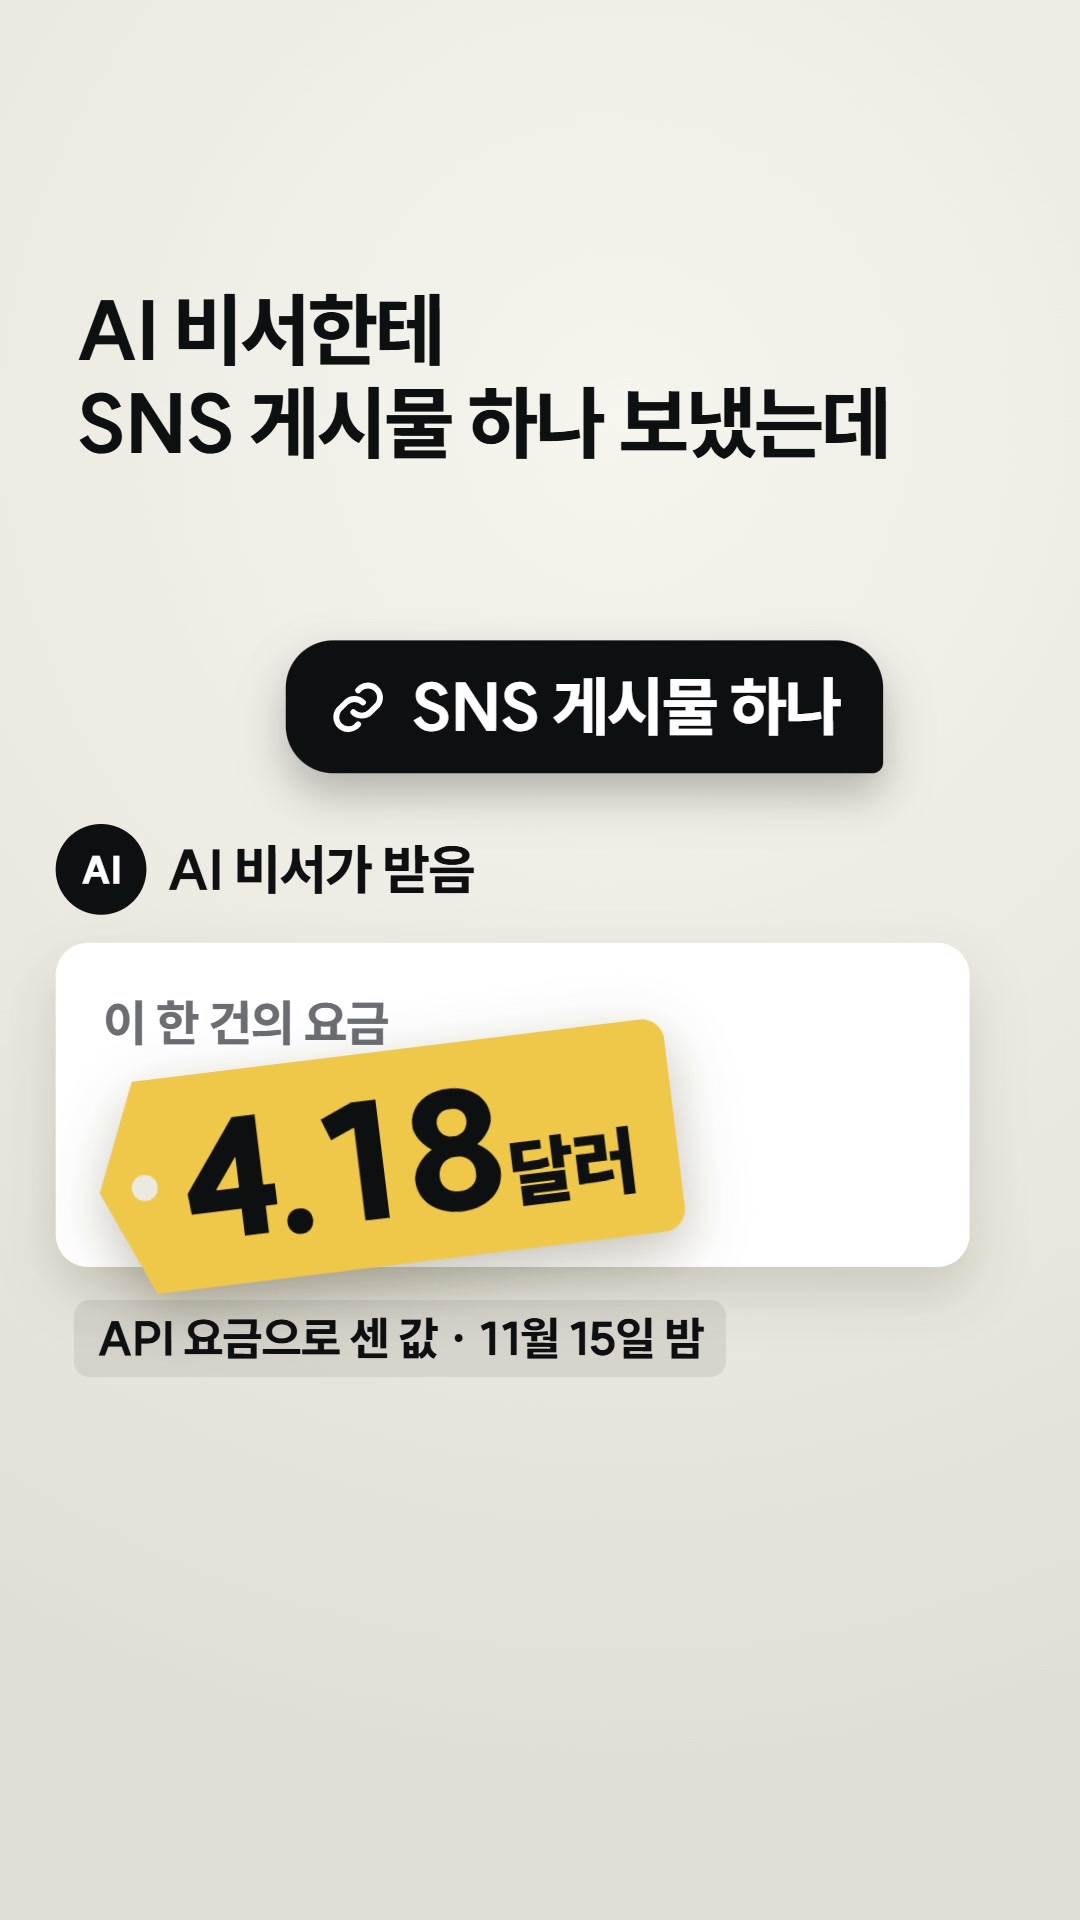 AI 비서한테
SNS 게시물 하나 보냈는데
SNS 게시물 하나
AI
AI 비서가 받음
이 한 건의 요금
4.18달러
API 요금으로 센 값 · 11월 15일 밤